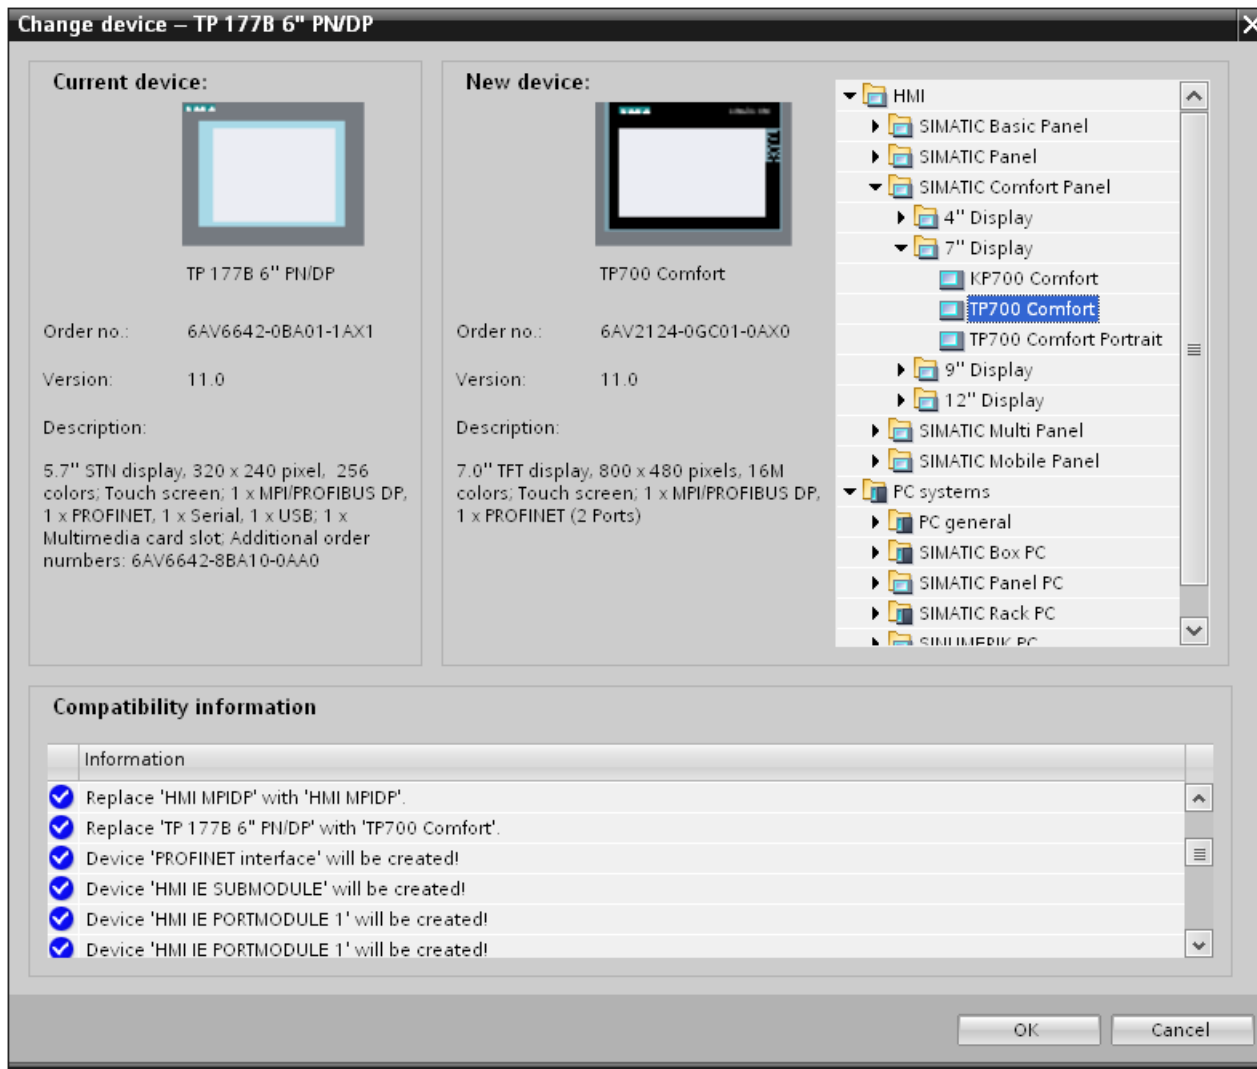 Change device – TP 177B 6" PN/DP
Current device:
TP 177B 6" PN/DP
Order no.: 6AV6642-0BA01-1AX1
Version: 11.0
Description:
5.7" STN display, 320 x 240 pixel, 256
colors; Touch screen; 1 x MPI/PROFIBUS DP,
1 x PROFINET, 1 x Serial, 1 x USB; 1 x
Multimedia card slot; Additional order
numbers: 6AV6642-8BA10-0AA0
New device:
TP700 Comfort
Order no.: 6AV2124-0GC01-0AX0
Version: 11.0
Description:
7.0" TFT display, 800 x 480 pixels, 16M
colors; Touch screen; 1 x MPI/PROFIBUS DP,
1 x PROFINET (2 Ports)
HMI
SIMATIC Basic Panel
SIMATIC Panel
SIMATIC Comfort Panel
4" Display
7" Display
KP700 Comfort
TP700 Comfort
TP700 Comfort Portrait
9" Display
12" Display
SIMATIC Multi Panel
SIMATIC Mobile Panel
PC systems
PC general
SIMATIC Box PC
SIMATIC Panel PC
SIMATIC Rack PC
SINUMERIK PC
Compatibility information
Information
Replace 'HMI MPIDP' with 'HMI MPIDP'.
Replace 'TP 177B 6" PN/DP' with 'TP700 Comfort'.
Device 'PROFINET interface' will be created!
Device 'HMI IE SUBMODULE' will be created!
Device 'HMI IE PORTMODULE 1' will be created!
Device 'HMI IE PORTMODULE 1' will be created!
OK
Cancel